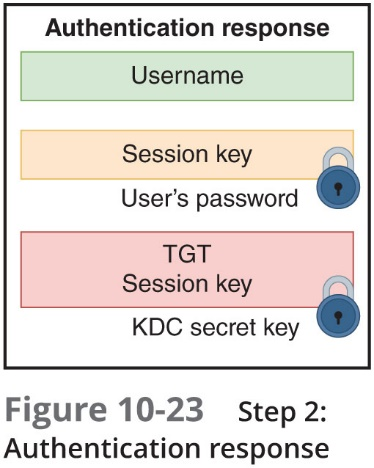 Authentication response
Username
Session key
User's password
TGT
Session key
KDC secret key
Figure 10-23 Step 2:
Authentication response